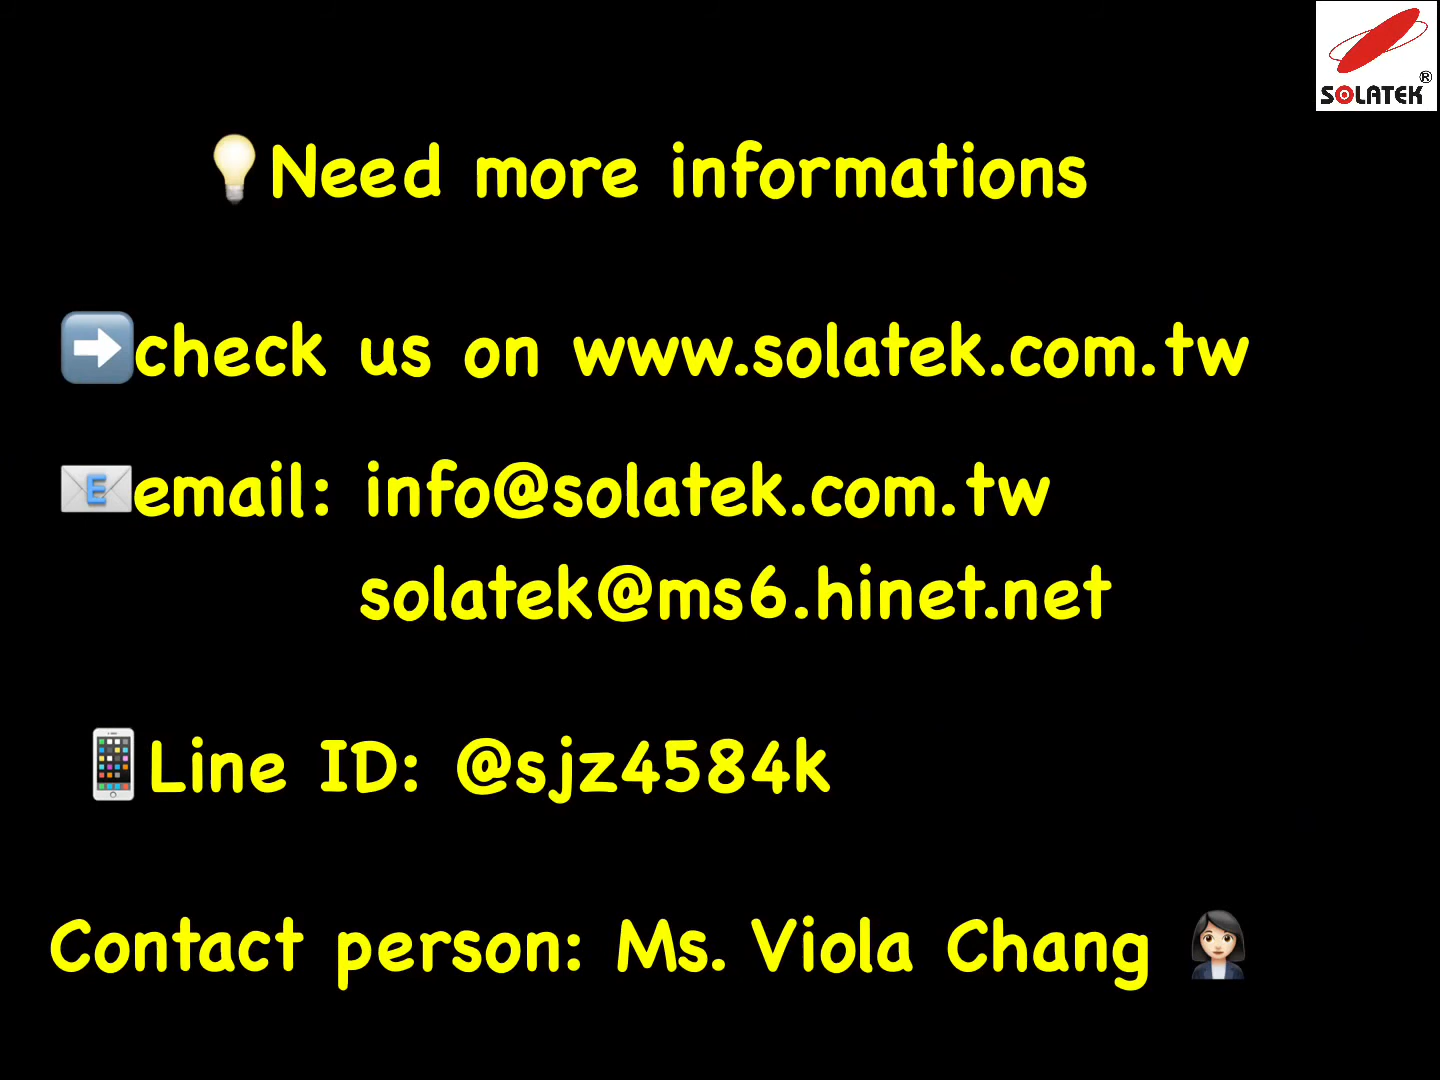 SOLATEK®
💡Need more informations
➡️check us on www.solatek.com.tw
📧email: info@solatek.com.tw
solatek@ms6.hinet.net
📱Line ID: @sjz4584k
Contact person: Ms. Viola Chang 👩🏻‍💼